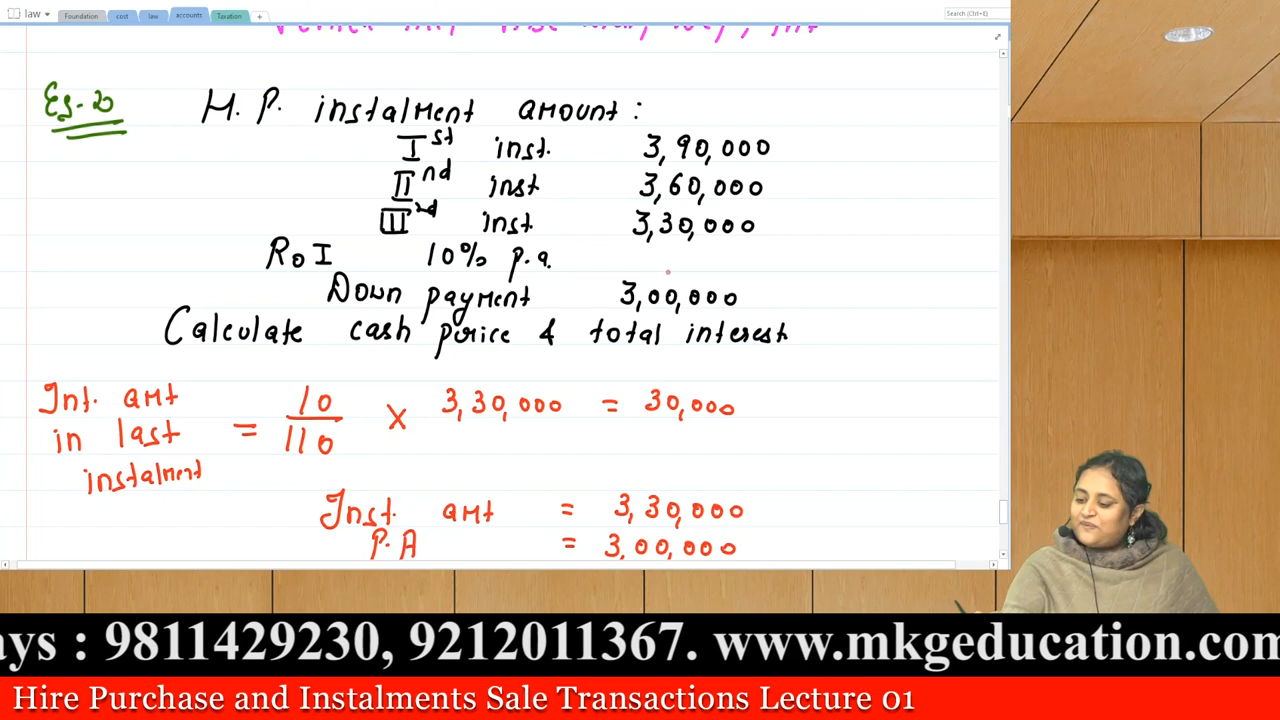 law
Foundation
cost
law
accounts
Taxation
Search (Ctrl+E)
Eg-20
H. P. instalment amount :
Ist inst. 3,90,000
IInd inst 3,60,000
IIIrd inst. 3,30,000
RoI 10% p.a.
Down payment 3,00,000
Calculate cash price & total interest
Int. amt in last instalment = 10/110 × 3,30,000 = 30,000
Inst. amt = 3,30,000
P. A = 3,00,000
ays : 9811429230, 9212011367. www.mkgeducation.com
Hire Purchase and Instalments Sale Transactions Lecture 01